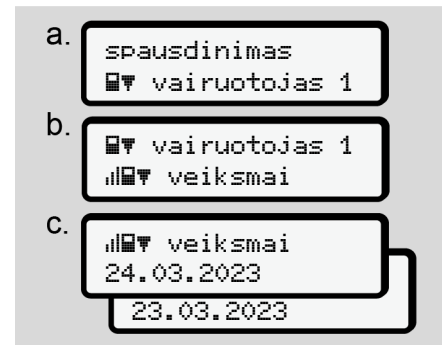 a.
spausdinimas
vairuotojas 1
b.
vairuotojas 1
veiksmai
c.
veiksmai
24.03.2023
23.03.2023